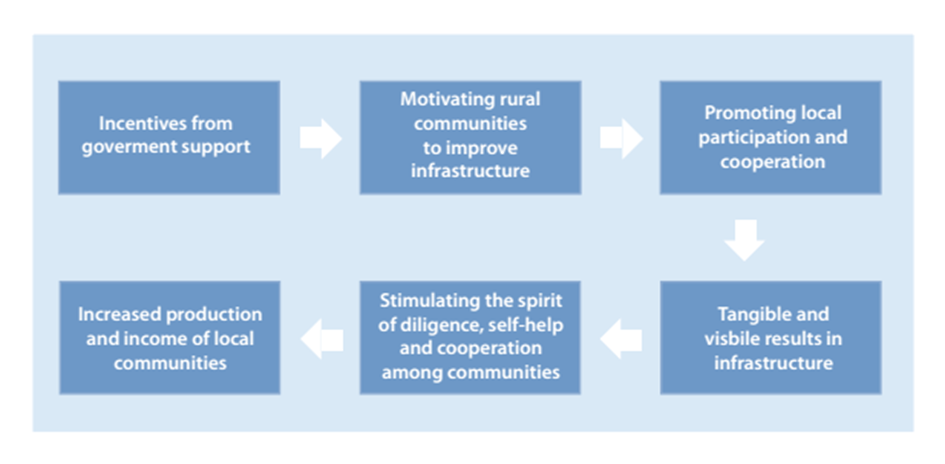 Incentives from
goverment support
Motivating rural
communities
to improve
infrastructure
Promoting local
participation and
cooperation
Tangible and
visbile results in
infrastructure
Stimulating the spirit
of diligence, self-help
and cooperation
among communities
Increased production
and income of local
communities